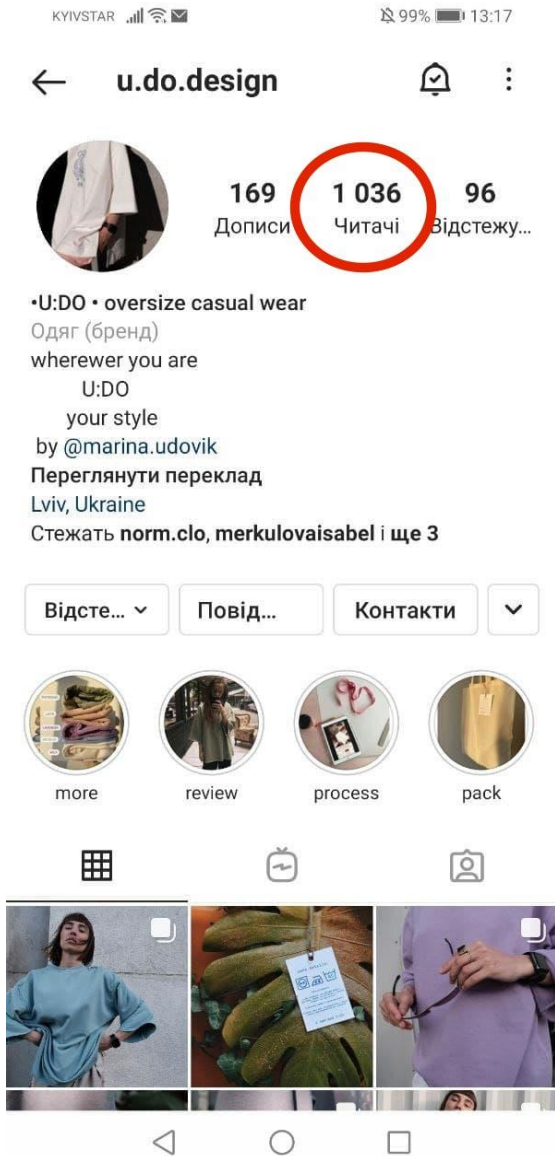 KYIVSTAR 99% 13:17
u.do.design
169 1 036 96
Дописи Читачі Відстежу...
•U:DO • oversize casual wear
Одяг (бренд)
wherewer you are
U:DO
your style
by @marina.udovik
Переглянути переклад
Lviv, Ukraine
Стежать norm.clo, merkulovaisabel і ще 3
Відсте... Повід... Контакти
more review process pack